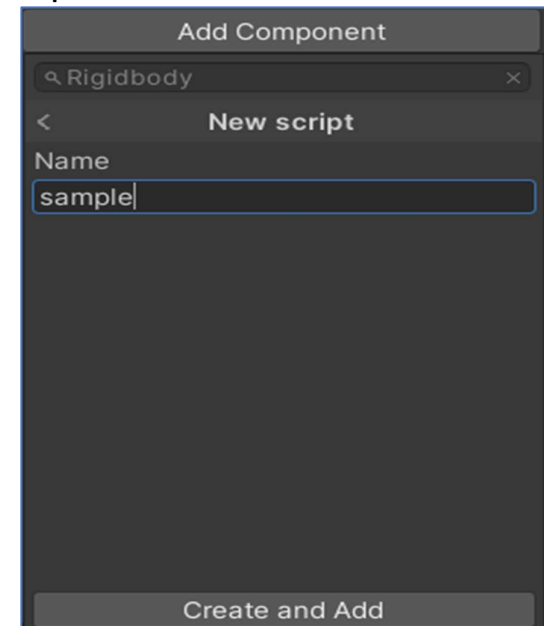 Add Component
Rigidbody
New script
Name
sample
Create and Add